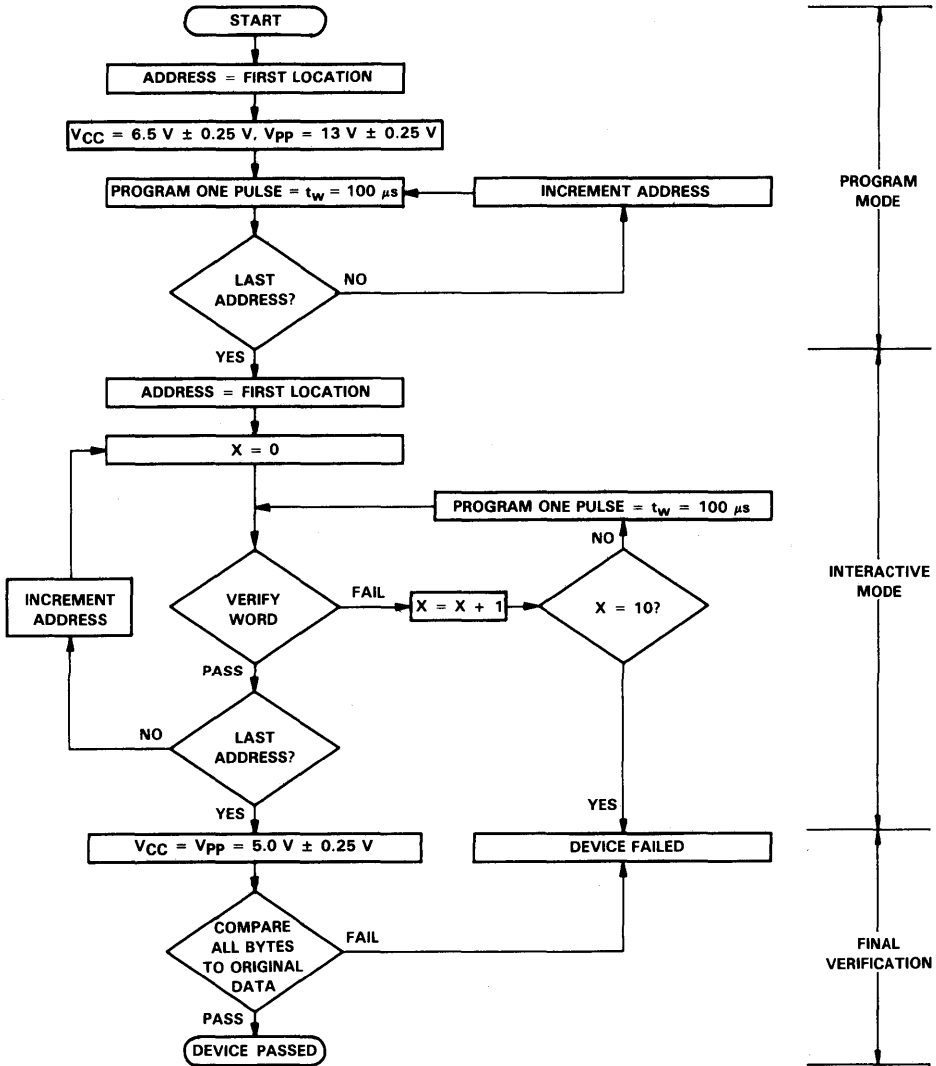 START
ADDRESS = FIRST LOCATION
VCC = 6.5 V ± 0.25 V, VPP = 13 V ± 0.25 V
PROGRAM ONE PULSE = tw = 100 μs
INCREMENT ADDRESS
PROGRAM
MODE
LAST
ADDRESS?
NO
YES
ADDRESS = FIRST LOCATION
X = 0
PROGRAM ONE PULSE = tw = 100 μs
NO
INCREMENT
ADDRESS
VERIFY
WORD
FAIL
X = X + 1
X = 10?
INTERACTIVE
MODE
PASS
LAST
ADDRESS?
NO
YES
YES
VCC = VPP = 5.0 V ± 0.25 V
DEVICE FAILED
COMPARE
ALL BYTES
TO ORIGINAL
DATA
FAIL
FINAL
VERIFICATION
PASS
DEVICE PASSED